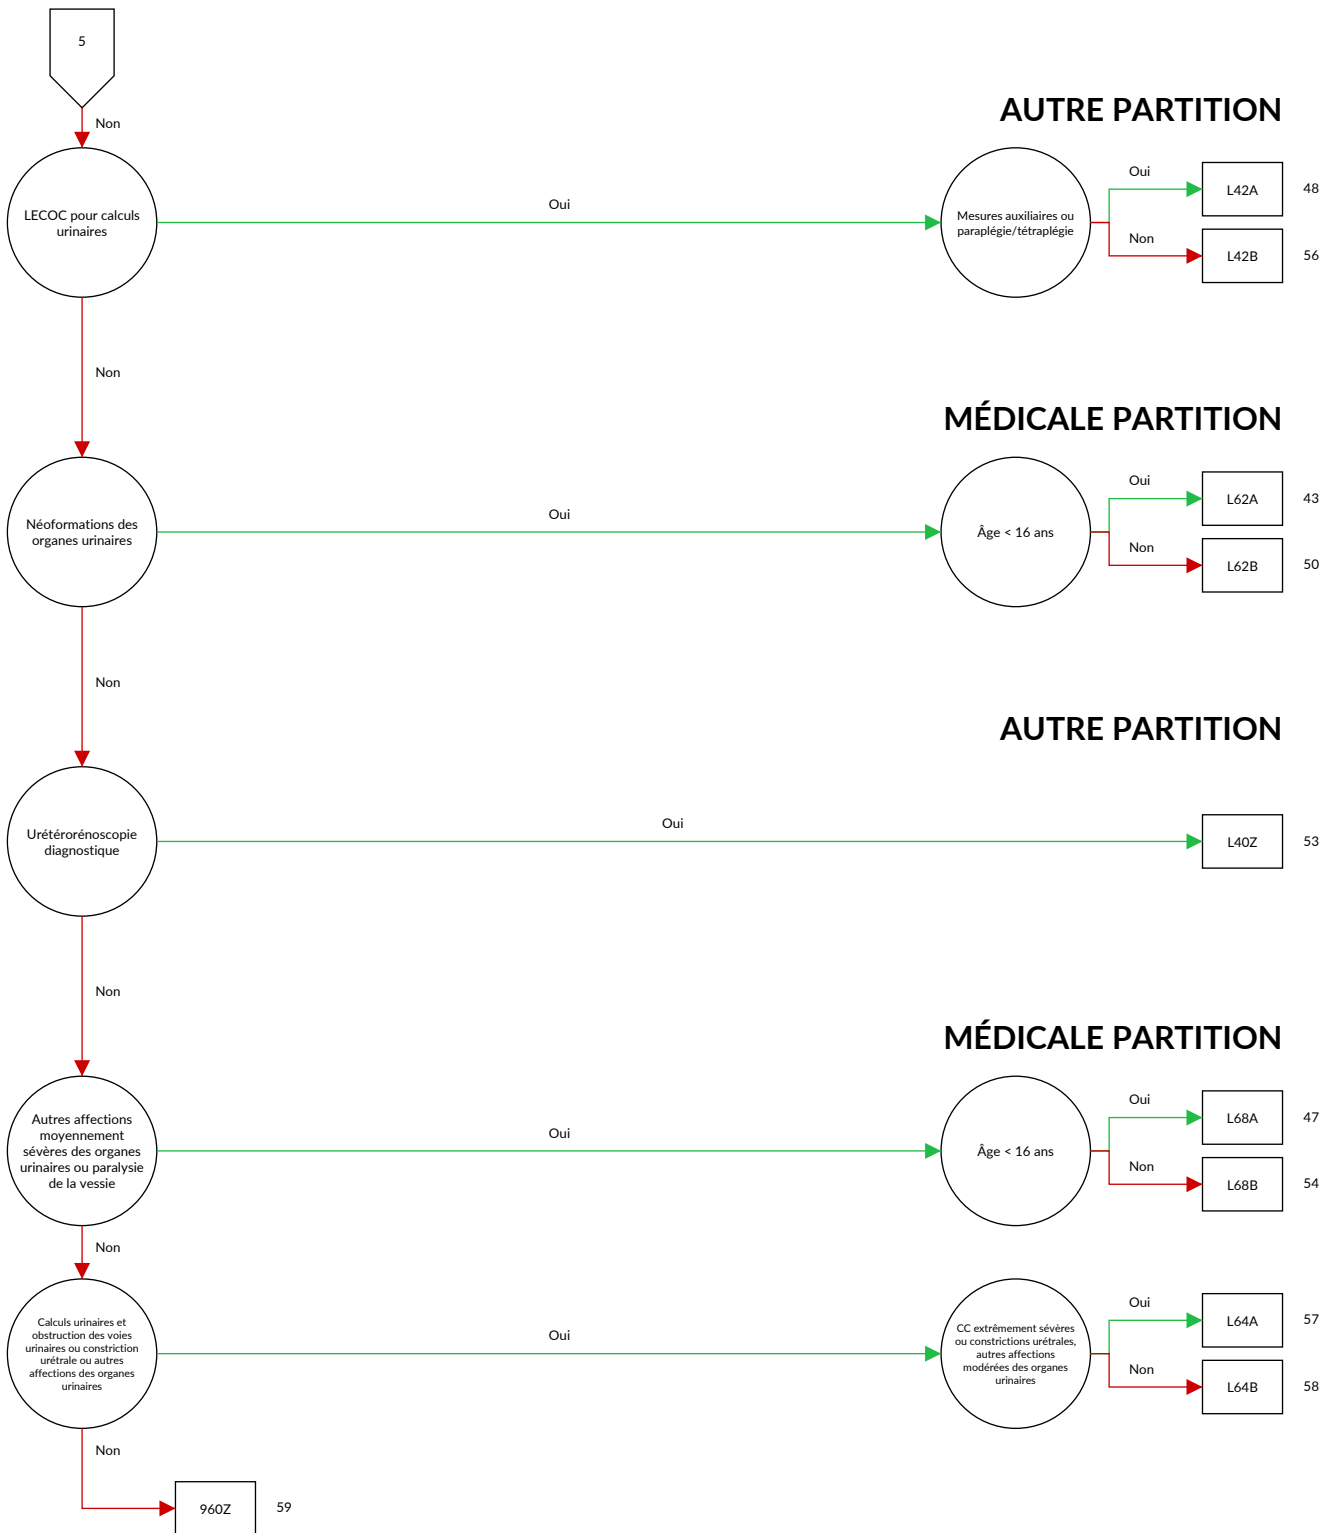 5
Non
AUTRE PARTITION
LECOC pour calculs
urinaires
Oui
Mesures auxiliaires ou
paraplégie/tétraplégie
Oui
L42A
48
Non
L42B
56
Non
MÉDICALE PARTITION
Néoformations des
organes urinaires
Oui
Âge < 16 ans
Oui
L62A
43
Non
L62B
50
Non
AUTRE PARTITION
Urétérorénoscopie
diagnostique
Oui
L40Z
53
Non
MÉDICALE PARTITION
Autres affections
moyennement
sévères des organes
urinaires ou paralysie
de la vessie
Oui
Âge < 16 ans
Oui
L68A
47
Non
L68B
54
Non
Calculs urinaires et
obstruction des voies
urinaires ou constriction
urétrale ou autres
affections des organes
urinaires
Oui
CC extrêmement sévères
ou constrictions urétrales,
autres affections
modérées des organes
urinaires
Oui
L64A
57
Non
L64B
58
Non
960Z
59